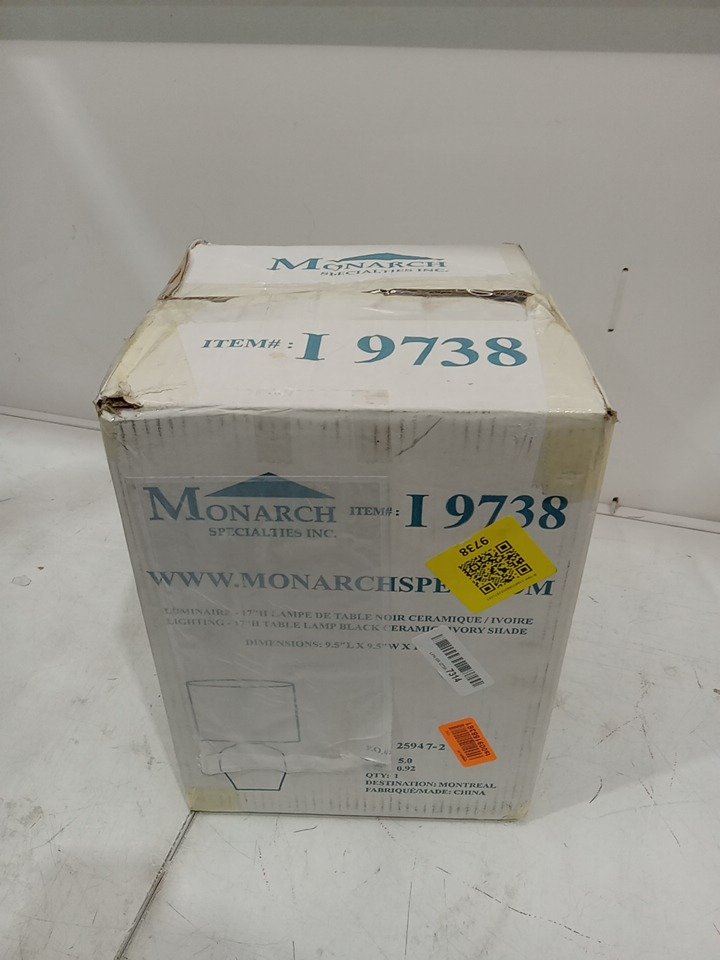 MONARCH
SPECIALTIES INC.
ITEM# : I 9738
MONARCH
SPECIALTIES INC.
ITEM# : I 9738
9738
WWW.MONARCHSPE
OM
LUMINAIRE - 17"H LAMPE DE TABLE NOIR CERAMIQUE / IVOIRE
LIGHTING - 17"H TABLE LAMP BLACK CERAMIC IVORY SHADE
DIMENSIONS: 9.5"L X 9.5"W X
7314
25947-2
5.0
0.92
QTY: 1
DESTINATION: MONTREAL
FABRIQUÉ/MADE: CHINA